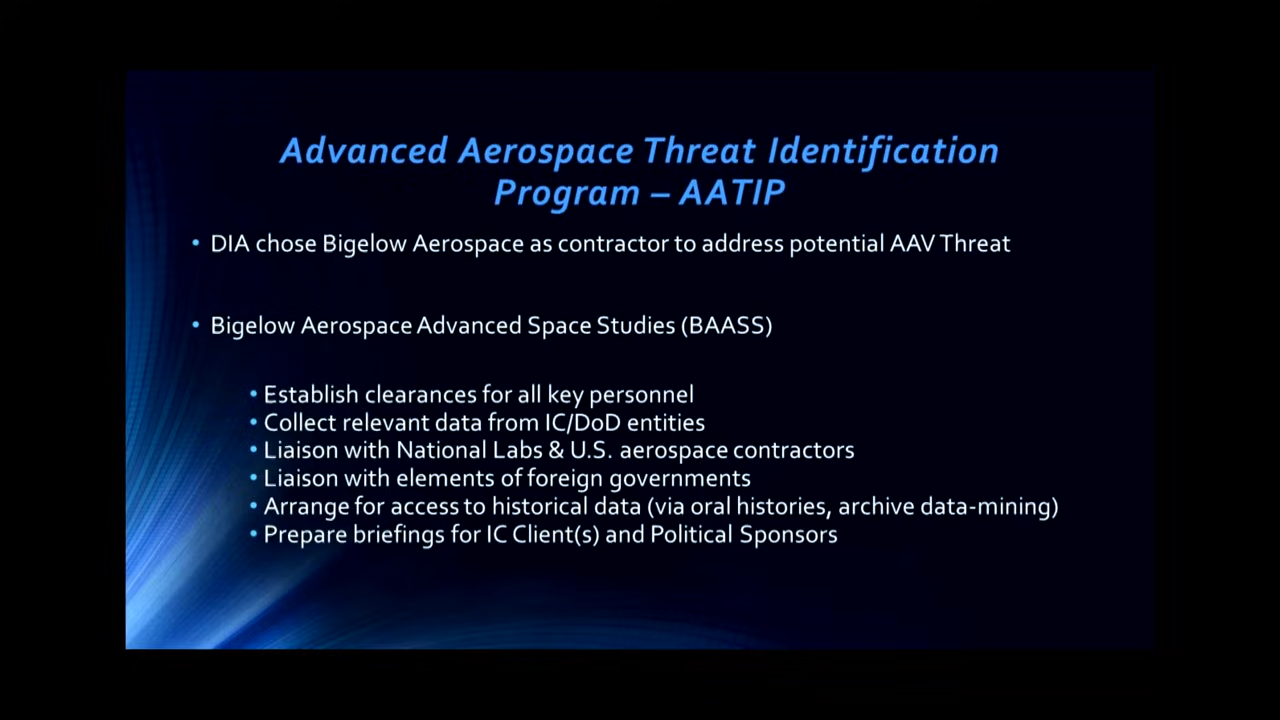 Advanced Aerospace Threat Identification
Program – AATIP
• DIA chose Bigelow Aerospace as contractor to address potential AAV Threat
• Bigelow Aerospace Advanced Space Studies (BAASS)
• Establish clearances for all key personnel
• Collect relevant data from IC/DoD entities
• Liaison with National Labs & U.S. aerospace contractors
• Liaison with elements of foreign governments
• Arrange for access to historical data (via oral histories, archive data-mining)
• Prepare briefings for IC Client(s) and Political Sponsors